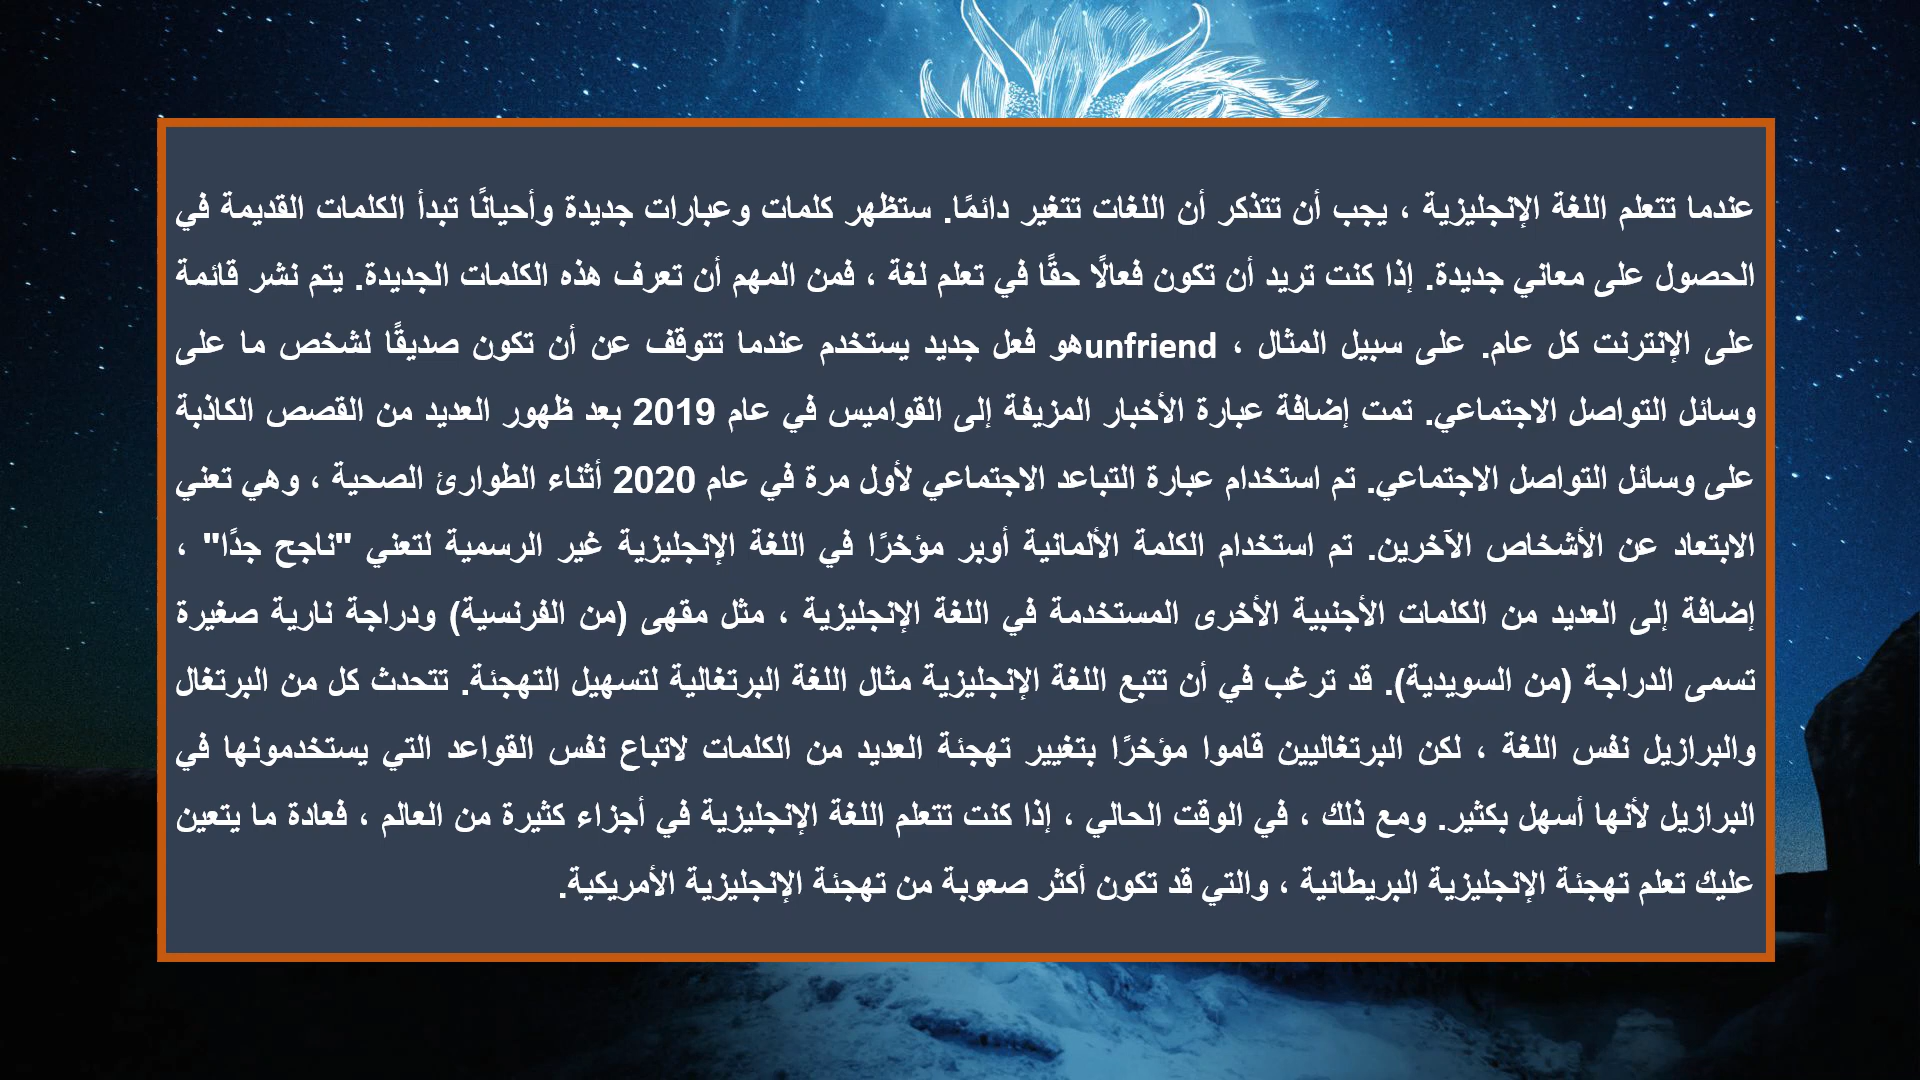 عندما تتعلم اللغة الإنجليزية ، يجب أن تتذكر أن اللغات تتغير دائمًا. ستظهر كلمات وعبارات جديدة وأحيانًا تبدأ الكلمات القديمة في
الحصول على معاني جديدة. إذا كنت تريد أن تكون فعالًا حقًا في تعلم لغة ، فمن المهم أن تعرف هذه الكلمات الجديدة. يتم نشر قائمة
على الإنترنت كل عام. على سبيل المثال ، unfriendهو فعل جديد يستخدم عندما تتوقف عن أن تكون صديقًا لشخص ما على
وسائل التواصل الاجتماعي. تمت إضافة عبارة الأخبار المزيفة إلى القواميس في عام 2019 بعد ظهور العديد من القصص الكاذبة
على وسائل التواصل الاجتماعي. تم استخدام عبارة التباعد الاجتماعي لأول مرة في عام 2020 أثناء الطوارئ الصحية ، وهي تعني
الابتعاد عن الأشخاص الآخرين. تم استخدام الكلمة الألمانية أوبر مؤخرًا في اللغة الإنجليزية غير الرسمية لتعني "ناجح جدًا" ،
إضافة إلى العديد من الكلمات الأجنبية الأخرى المستخدمة في اللغة الإنجليزية ، مثل مقهى (من الفرنسية) ودراجة نارية صغيرة
تسمى الدراجة (من السويدية). قد ترغب في أن تتبع اللغة الإنجليزية مثال اللغة البرتغالية لتسهيل التهجئة. تتحدث كل من البرتغال
والبرازيل نفس اللغة ، لكن البرتغاليين قاموا مؤخرًا بتغيير تهجئة العديد من الكلمات لاتباع نفس القواعد التي يستخدمونها في
البرازيل لأنها أسهل بكثير. ومع ذلك ، في الوقت الحالي ، إذا كنت تتعلم اللغة الإنجليزية في أجزاء كثيرة من العالم ، فعادة ما يتعين
عليك تعلم تهجئة الإنجليزية البريطانية ، والتي قد تكون أكثر صعوبة من تهجئة الإنجليزية الأمريكية.